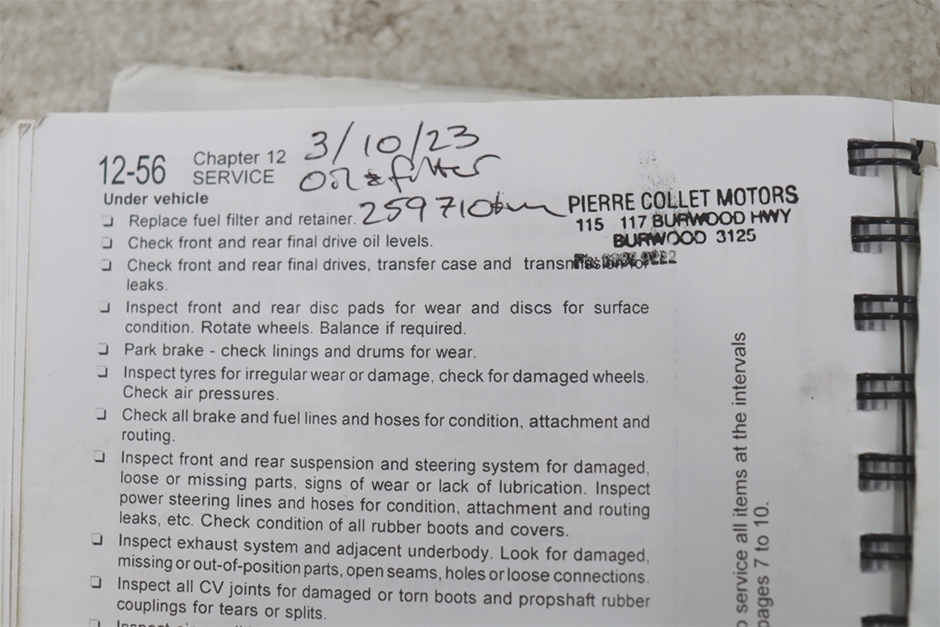 12-56 Chapter 12 3/10/23
SERVICE Oil & filter
Under vehicle
❏ Replace fuel filter and retainer. 259710km
PIERRE COLLET MOTORS
115 117 BURWOOD HWY
BURWOOD 3125
❏ Check front and rear final drive oil levels.
❏ Check front and rear final drives, transfer case and transmission for
leaks.
❏ Inspect front and rear disc pads for wear and discs for surface
condition. Rotate wheels. Balance if required.
❏ Park brake - check linings and drums for wear.
❏ Inspect tyres for irregular wear or damage, check for damaged wheels.
Check air pressures.
❏ Check all brake and fuel lines and hoses for condition, attachment and
routing.
❏ Inspect front and rear suspension and steering system for damaged,
loose or missing parts, signs of wear or lack of lubrication. Inspect
power steering lines and hoses for condition, attachment and routing
leaks, etc. Check condition of all rubber boots and covers.
❏ Inspect exhaust system and adjacent underbody. Look for damaged,
missing or out-of-position parts, open seams, holes or loose connections.
❏ Inspect all CV joints for damaged or torn boots and propshaft rubber
couplings for tears or splits.
service all items at the intervals
pages 7 to 10.